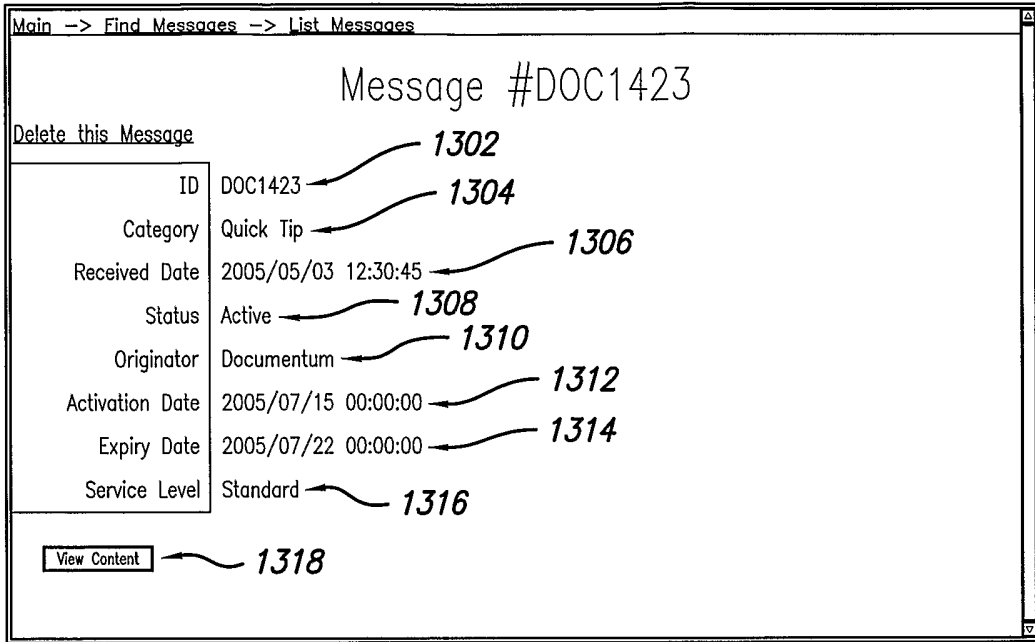 Main -> Find Messages -> List Messages
Message #DOC1423
Delete this Message
1302
ID DOC1423
1304
Category Quick Tip
1306
Received Date 2005/05/03 12:30:45
1308
Status Active
1310
Originator Documentum
1312
Activation Date 2005/07/15 00:00:00
1314
Expiry Date 2005/07/22 00:00:00
Service Level Standard
1316
View Content 1318